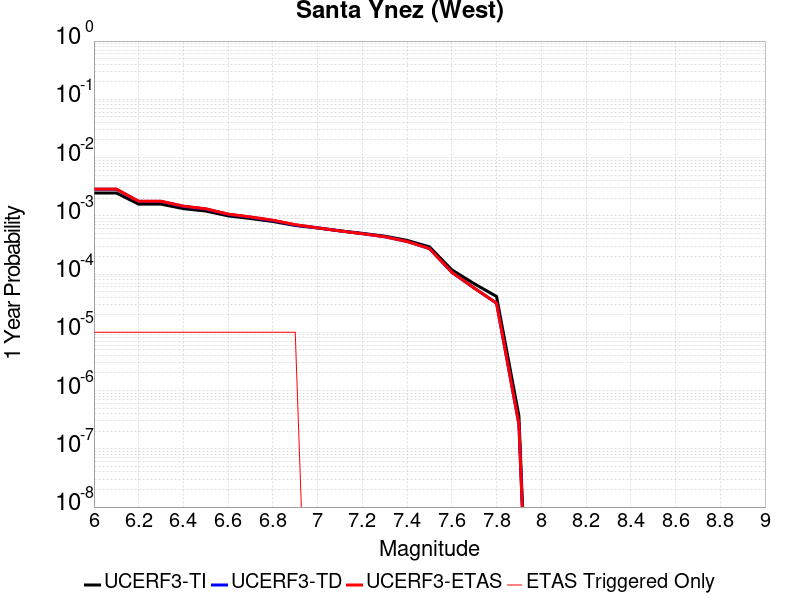 Santa Ynez (West)
10^0
10^-1
10^-2
10^-3
10^-4
10^-5
10^-6
10^-7
10^-8
1 Year Probability
6 6.2 6.4 6.6 6.8 7 7.2 7.4 7.6 7.8 8 8.2 8.4 8.6 8.8 9
Magnitude
UCERF3-TI UCERF3-TD UCERF3-ETAS ETAS Triggered Only